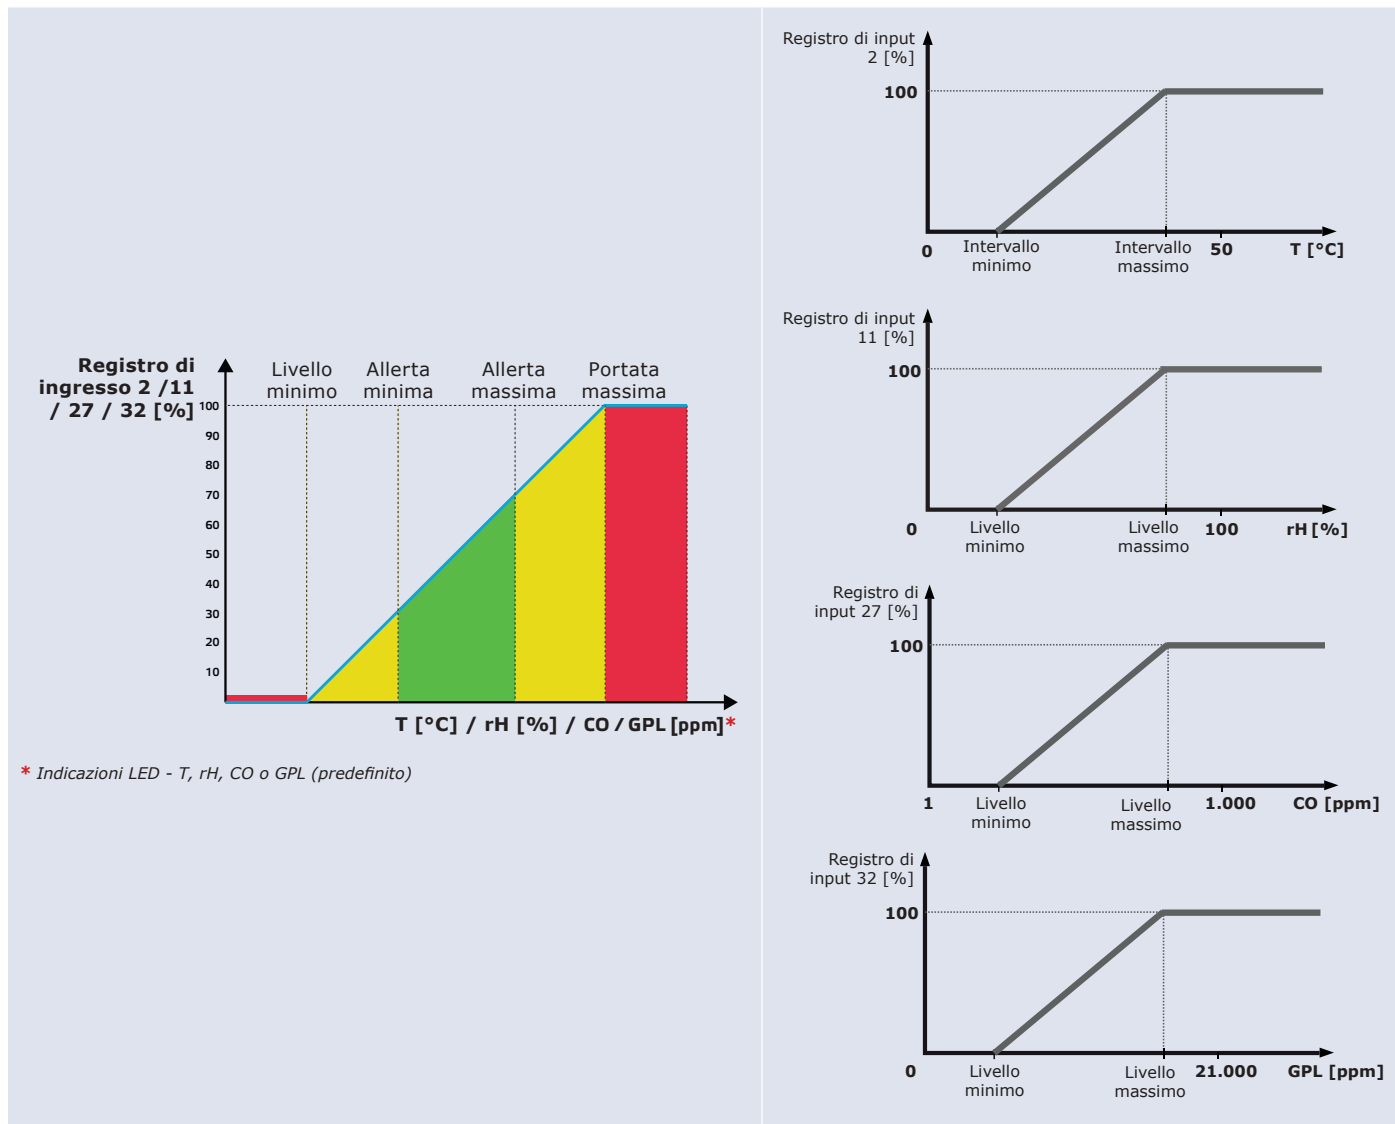 Registro di
ingresso 2 /11
/ 27 / 32 [%]
Livello
minimo
Allerta
minima
Allerta
massima
Portata
massima
100
90
80
70
60
50
40
30
20
10
T [°C] / rH [%] / CO / GPL [ppm]*
* Indicazioni LED - T, rH, CO o GPL (predefinito)
Registro di input
2 [%]
100
0
Intervallo
minimo
Intervallo
massimo
50
T [°C]
Registro di input
11 [%]
100
0
Livello
minimo
Livello
massimo
100
rH [%]
Registro di
input 27 [%]
100
1
Livello
minimo
Livello
massimo
1.000
CO [ppm]
Registro di
input 32 [%]
100
0
Livello
minimo
Livello
massimo
21.000
GPL [ppm]